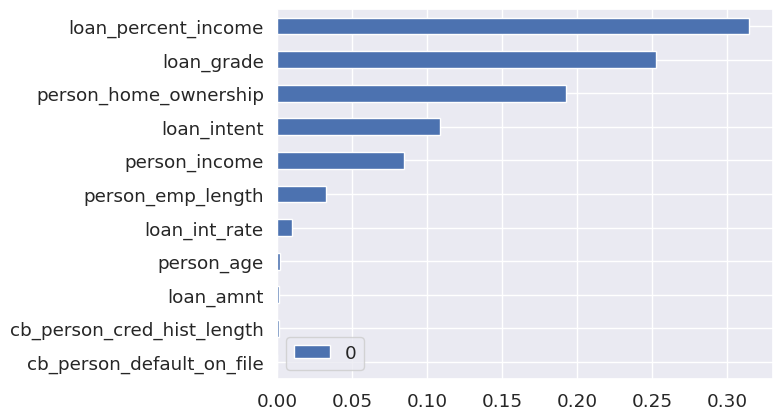 loan_percent_income
loan_grade
person_home_ownership
loan_intent
person_income
person_emp_length
loan_int_rate
person_age
loan_amnt
cb_person_cred_hist_length
cb_person_default_on_file
0
0.00 0.05 0.10 0.15 0.20 0.25 0.30